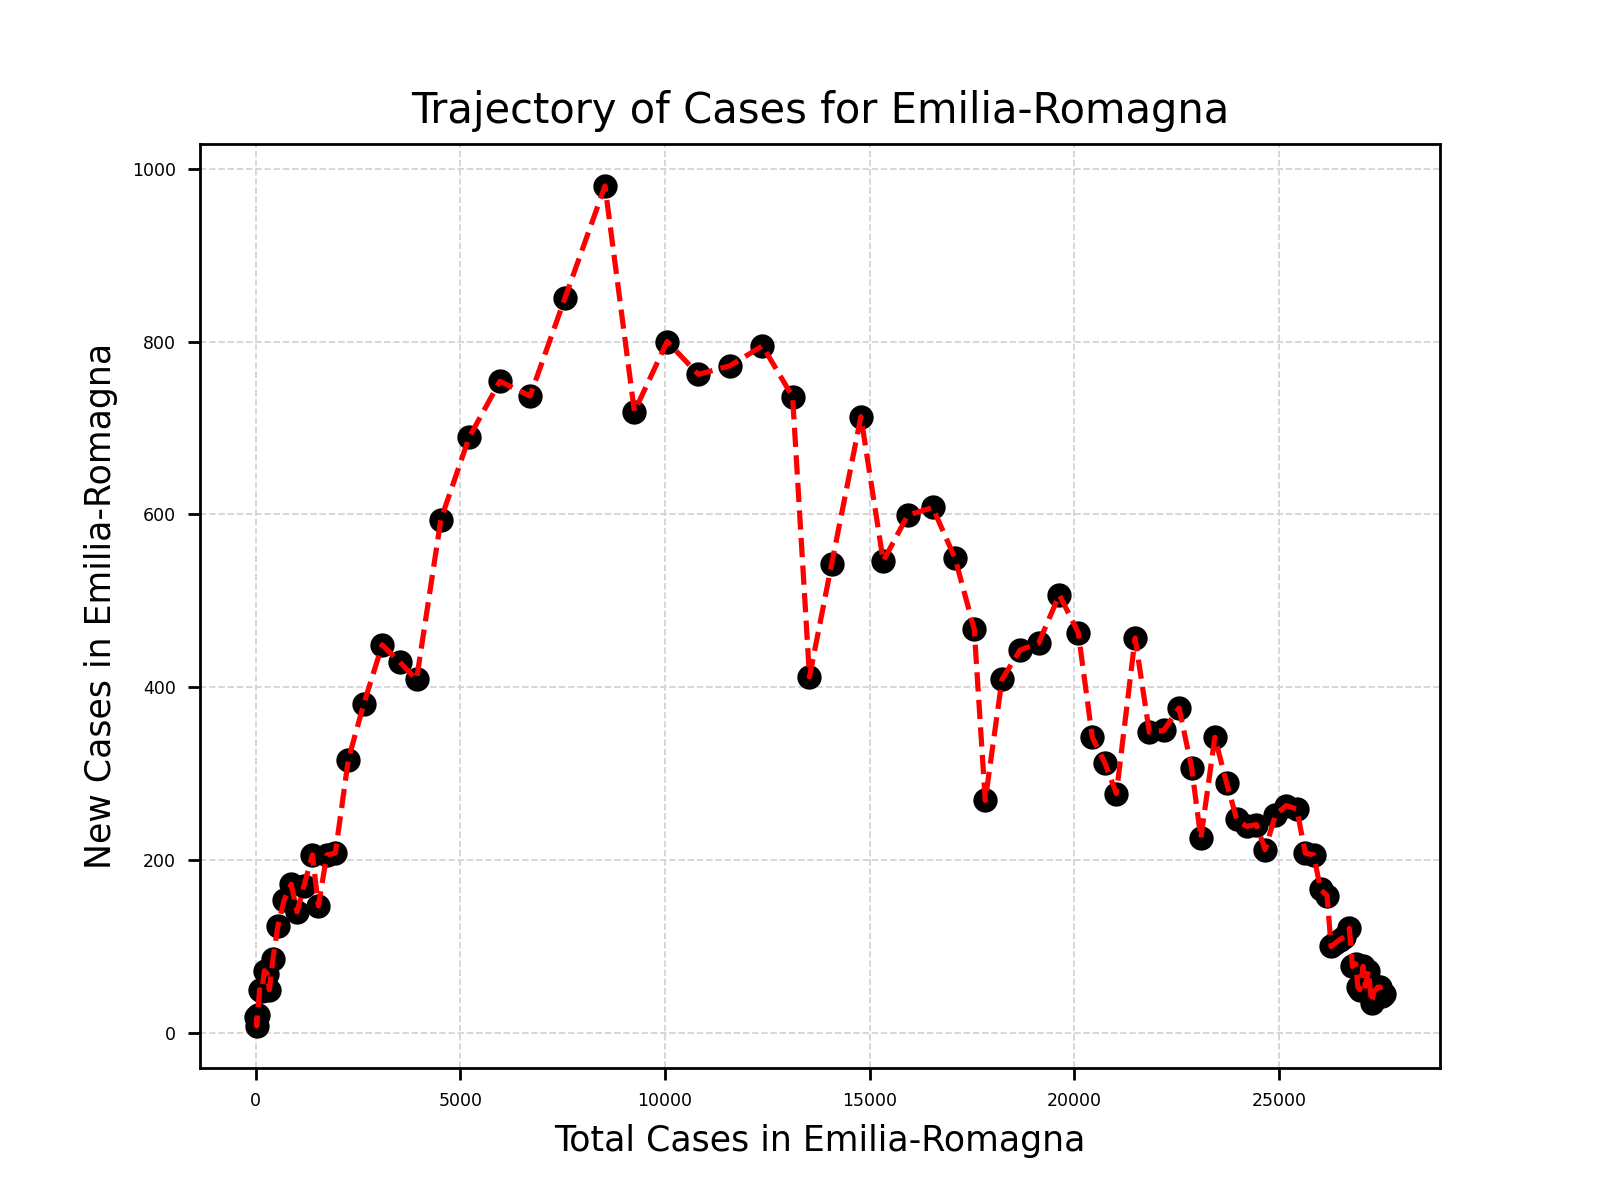 Trajectory of Cases for Emilia-Romagna
New Cases in Emilia-Romagna
1000
800
600
400
200
0
0 5000 10000 15000 20000 25000
Total Cases in Emilia-Romagna